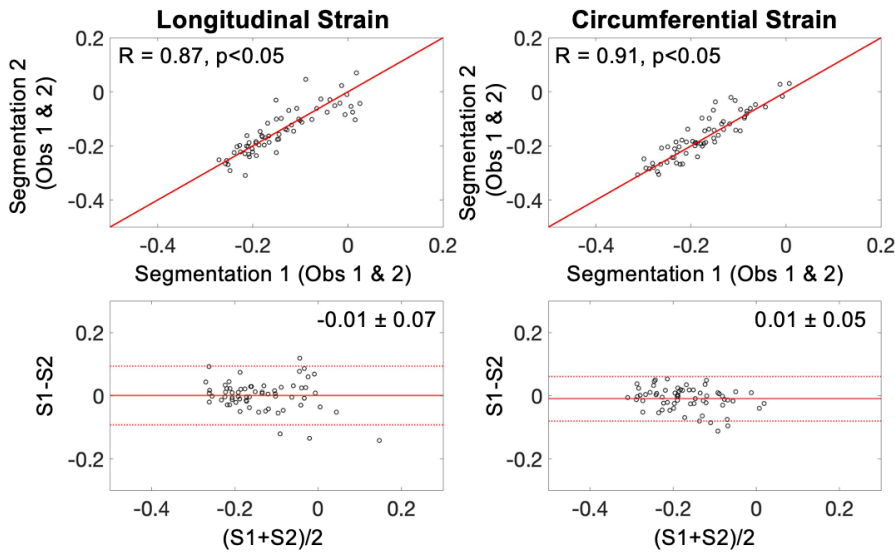 Longitudinal Strain
0.2
0
-0.2
-0.4
Segmentation 2
(Obs 1 & 2)
R = 0.87, p<0.05
-0.4 -0.2 0 0.2
Segmentation 1 (Obs 1 & 2)
Circumferential Strain
0.2
0
-0.2
-0.4
Segmentation 2
(Obs 1 & 2)
R = 0.91, p<0.05
-0.4 -0.2 0 0.2
Segmentation 1 (Obs 1 & 2)
0.2
0
-0.2
S1-S2
-0.01 ± 0.07
-0.4 -0.2 0 0.2
(S1+S2)/2
0.2
0
-0.2
S1-S2
0.01 ± 0.05
-0.4 -0.2 0 0.2
(S1+S2)/2